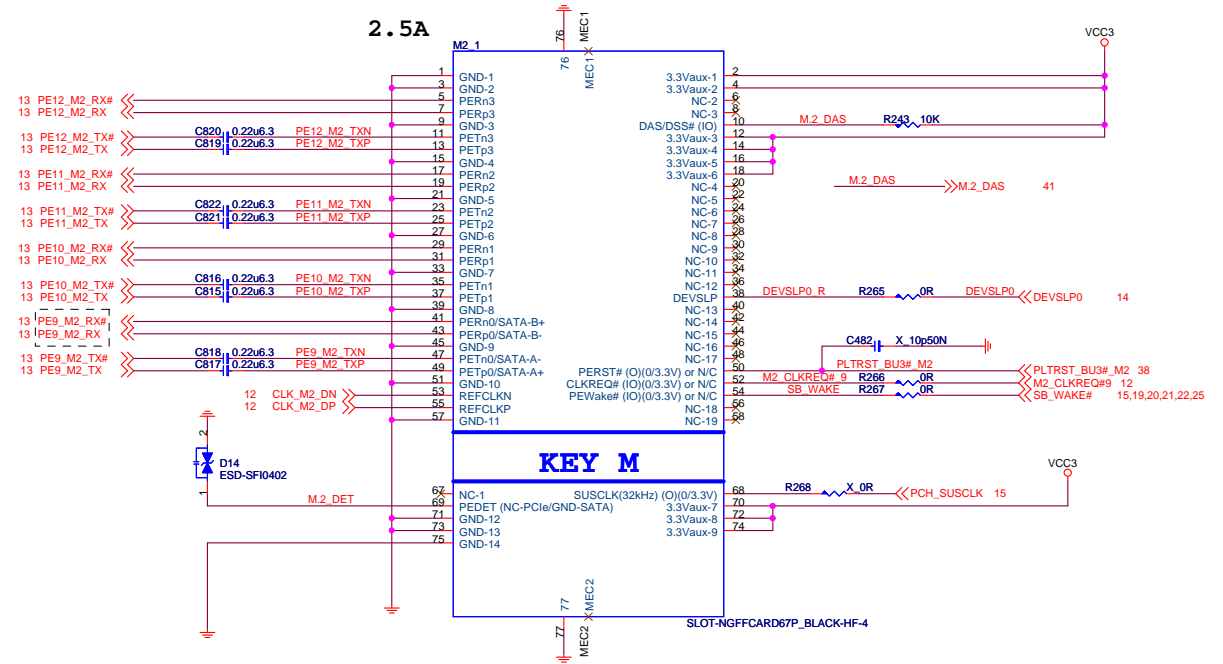 2.5A
M2_1
76
MEC1
76
MEC1
VCC3
1 GND-1
3 GND-2
13 PE12_M2_RX# 5 PERn3
13 PE12_M2_RX 7 PERp3
9 GND-3
13 PE12_M2_TX# C820 0.22u6.3 PE12_M2_TXN 11 PETn3
13 PE12_M2_TX C819 0.22u6.3 PE12_M2_TXP 13 PETp3
15 GND-4
13 PE11_M2_RX# 17 PERn2
13 PE11_M2_RX 19 PERp2
21 GND-5
13 PE11_M2_TX# C822 0.22u6.3 PE11_M2_TXN 23 PETn2
13 PE11_M2_TX C821 0.22u6.3 PE11_M2_TXP 25 PETp2
27 GND-6
13 PE10_M2_RX# 29 PERn1
13 PE10_M2_RX 31 PERp1
33 GND-7
13 PE10_M2_TX# C816 0.22u6.3 PE10_M2_TXN 35 PETn1
13 PE10_M2_TX C815 0.22u6.3 PE10_M2_TXP 37 PETp1
39 GND-8
13 PE9_M2_RX# 41 PERn0/SATA-B+
13 PE9_M2_RX 43 PERp0/SATA-B-
45 GND-9
13 PE9_M2_TX# C818 0.22u6.3 PE9_M2_TXN 47 PETn0/SATA-A-
13 PE9_M2_TX C817 0.22u6.3 PE9_M2_TXP 49 PETp0/SATA-A+
51 GND-10
12 CLK_M2_DN 53 REFCLKN
12 CLK_M2_DP 55 REFCLKP
57 GND-11
3.3Vaux-1 2
3.3Vaux-2 4
NC-2 6
NC-3 8
DAS/DSS# (IO) 10 M.2_DAS R243 10K
3.3Vaux-3 12
3.3Vaux-4 14
3.3Vaux-5 16
3.3Vaux-6 18
NC-4 20
M.2_DAS M.2_DAS 41
NC-5 22
NC-6 24
NC-7 26
NC-8 28
NC-9 30
NC-10 32
NC-11 34
NC-12 36
DEVSLP 38 DEVSLP0_R R265 0R DEVSLP0 DEVSLP0 14
NC-13 40
NC-14 42
NC-15 44
NC-16 46
C482 X_10p50N
NC-17 48
PERST# (O)(0/3.3V) or N/C 50 PLTRST_BU3#_M2 PLTRST_BU3#_M2 38
CLKREQ# (IO)(0/3.3V) or N/C 52 M2_CLKREQ#_9 R266 0R M2_CLKREQ#9 12
PEWake# (IO)(0/3.3V) or N/C 54 SB_WAKE R267 0R SB_WAKE# 15,19,20,21,22,25
NC-18 56
NC-19 58
KEY M
2
D14
ESD-SFI0402
1
M.2_DET
67 NC-1
69 PEDET (NC-PCIe/GND-SATA)
71 GND-12
73 GND-13
75 GND-14
VCC3
SUSCLK(32kHz) (O)(0/3.3V) 68 R268 X_0R PCH_SUSCLK 15
3.3Vaux-7 70
3.3Vaux-8 72
3.3Vaux-9 74
77
MEC2
77
MEC2
SLOT-NGFFCARD67P_BLACK-HF-4